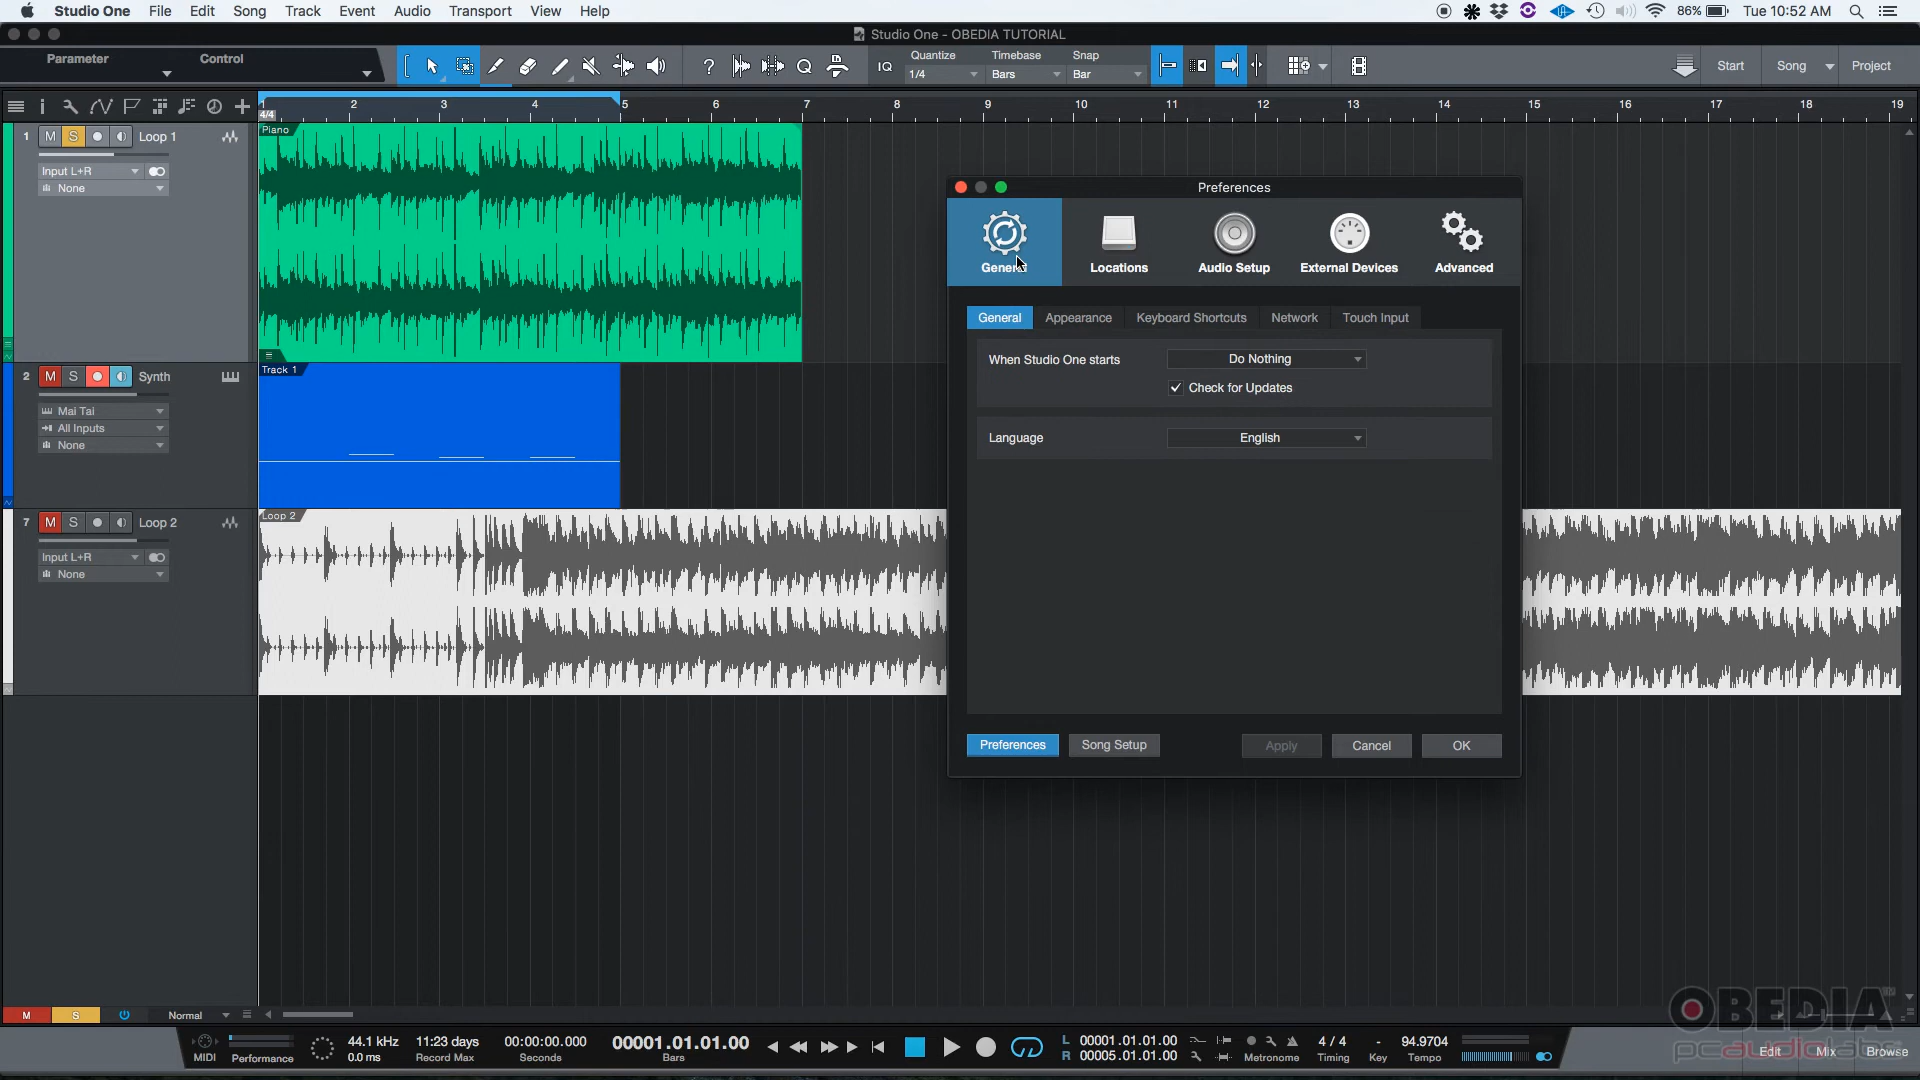 Studio One File Edit Song Track Event Audio Transport View Help 86% Tue 10:52 AM
Studio One - OBEDIA TUTORIAL
Parameter Control
IQ Quantize 1/4 Timebase Bars Snap Bar Start Song Project
1 2 3 4 5 6 7 8 9 10 11 12 13 14 15 16 17 18 19
4/4
1 M S Loop 1
Input L+R
None
Piano
2 M S Synth
Mai Tai
All Inputs
None
Track 1
7 M S Loop 2
Input L+R
None
Loop 2
Preferences
General Locations Audio Setup External Devices Advanced
General Appearance Keyboard Shortcuts Network Touch Input
When Studio One starts Do Nothing
Check for Updates
Language English
Preferences Song Setup Apply Cancel OK
M S Normal
MIDI Performance
44.1 kHz
0.0 ms
11:23 days
Record Max
00:00:00.000
Seconds
00001.01.01.00
Bars
L 00001.01.01.00
R 00005.01.01.00
Metronome
4 / 4
Timing
-
Key
94.9704
Tempo
Edit Mix Browse
OBEDIA
pcaudiolabs